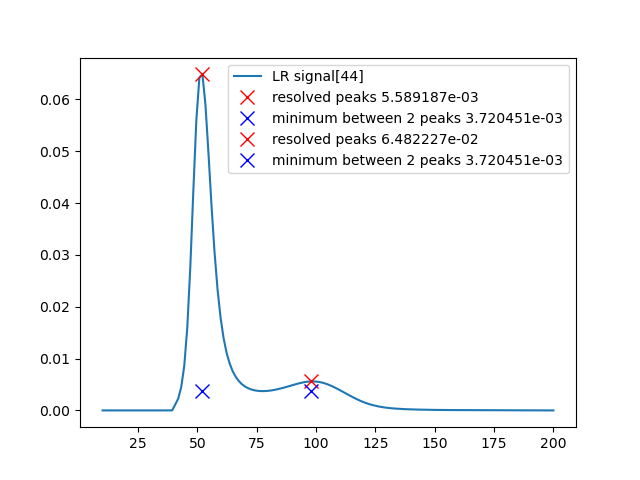 LR signal[44]
resolved peaks 5.589187e-03
minimum between 2 peaks 3.720451e-03
resolved peaks 6.482227e-02
minimum between 2 peaks 3.720451e-03
0.06
0.05
0.04
0.03
0.02
0.01
0.00
25 50 75 100 125 150 175 200